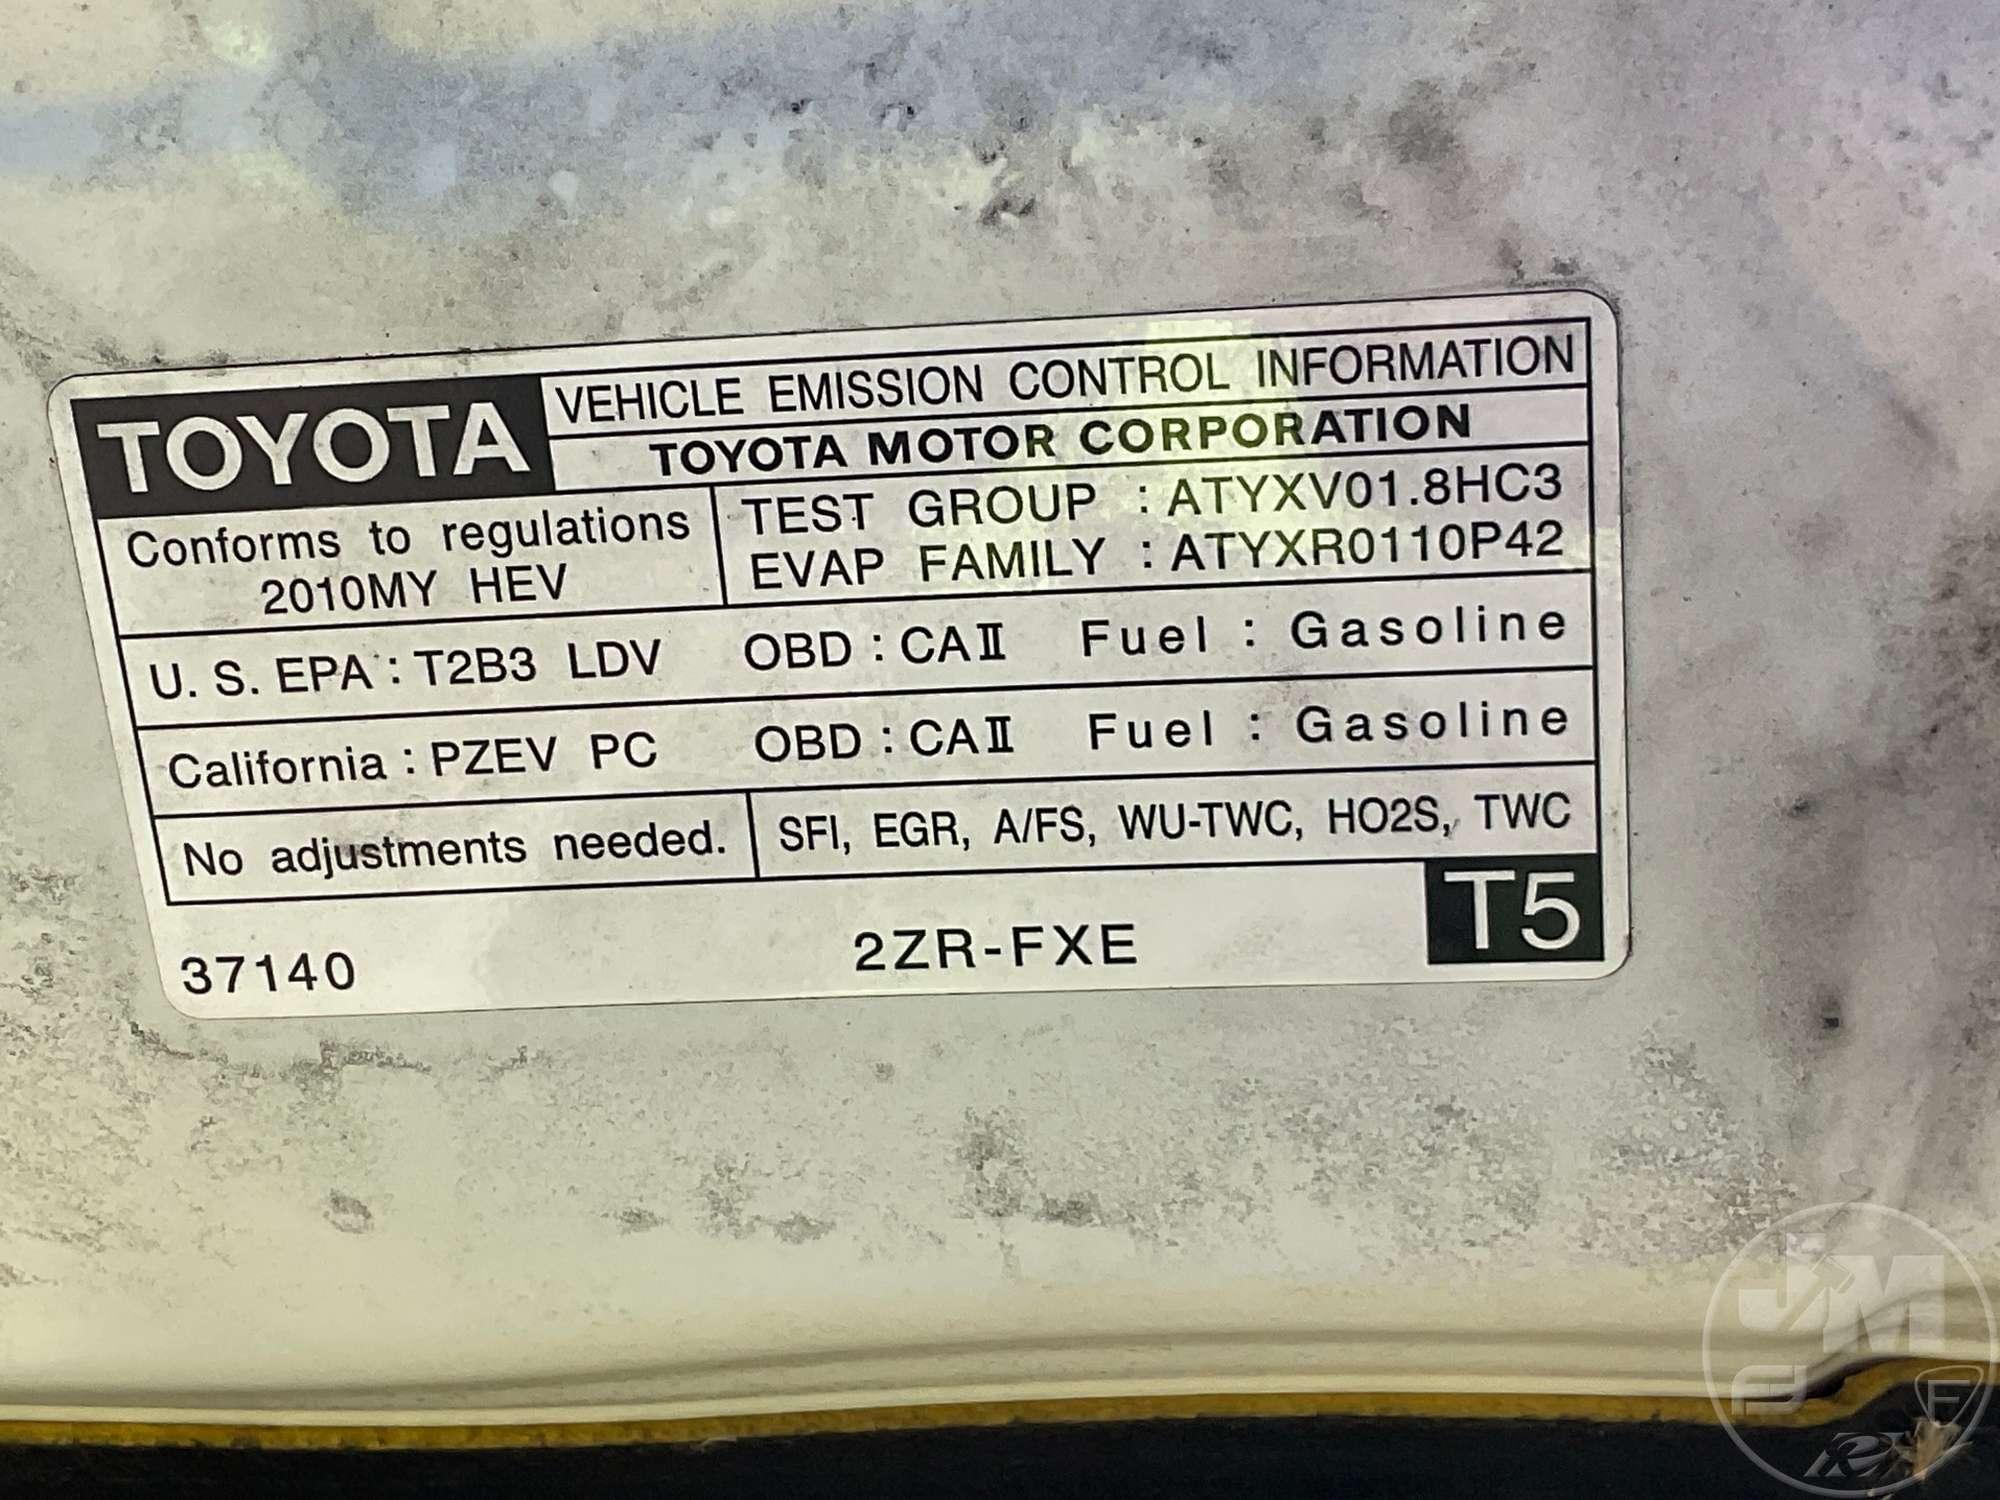 TOYOTA
VEHICLE EMISSION CONTROL INFORMATION
TOYOTA MOTOR CORPORATION
Conforms to regulations
2010MY HEV
TEST GROUP : ATYXV01.8HC3
EVAP FAMILY : ATYXR0110P42
U. S. EPA : T2B3 LDV OBD : CAⅡ Fuel : Gasoline
California : PZEV PC OBD : CAⅡ Fuel : Gasoline
No adjustments needed.
SFI, EGR, A/FS, WU-TWC, HO2S, TWC
37140
2ZR-FXE
T5
JM